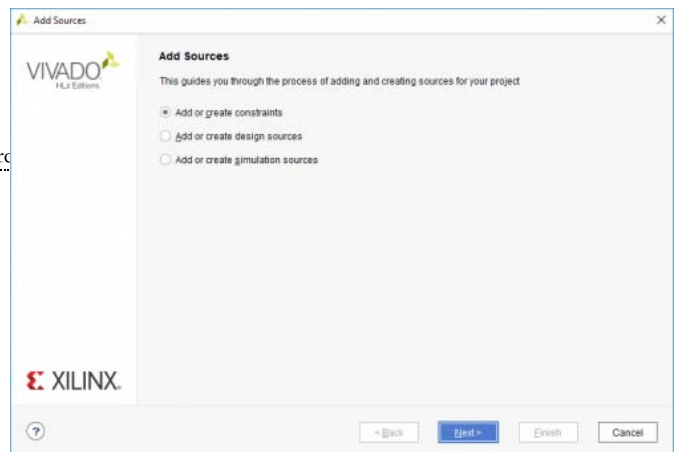 Add Sources
VIVADO
HLx Editions
Add Sources
This guides you through the process of adding and creating sources for your project
Add or create constraints
Add or create design sources
Add or create simulation sources
XILINX.
?
< Back
Next >
Finish
Cancel